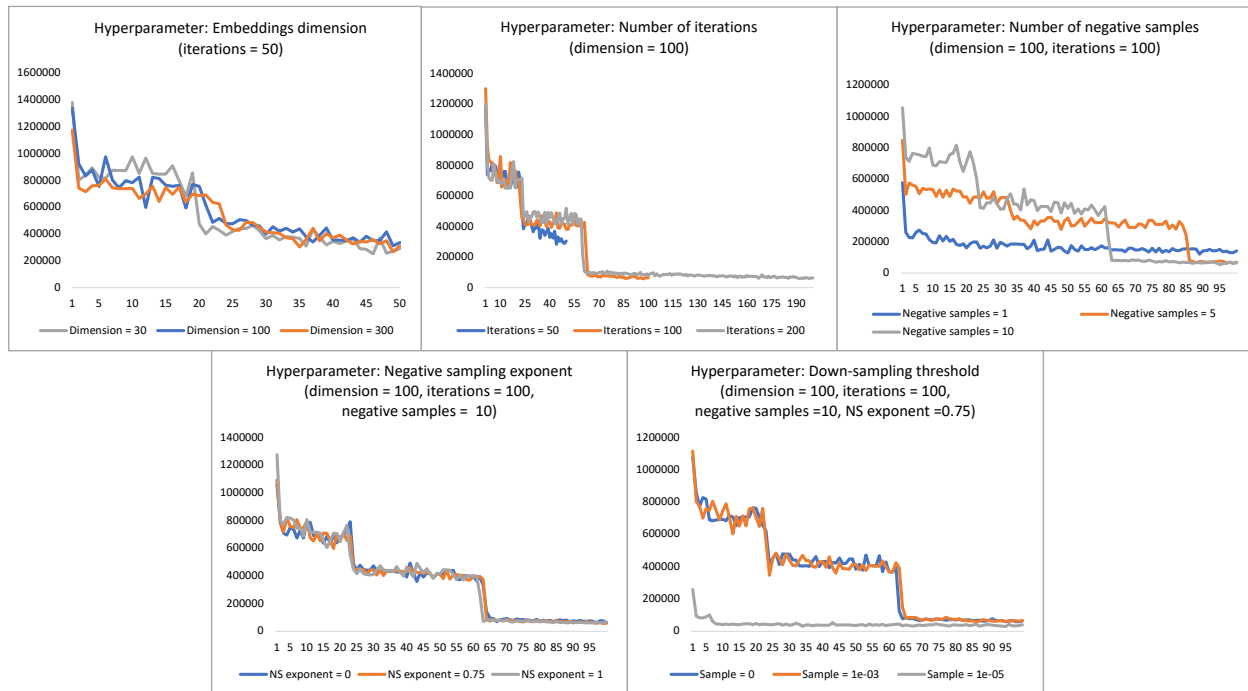 Hyperparameter: Embeddings dimension
(iterations = 50)
1600000
1400000
1200000
1000000
800000
600000
400000
200000
0
1 5 10 15 20 25 30 35 40 45 50
Dimension = 30 Dimension = 100 Dimension = 300
Hyperparameter: Number of iterations
(dimension = 100)
1400000
1200000
1000000
800000
600000
400000
200000
0
1 10 25 40 55 70 85 100 115 130 145 160 175 190
Iterations = 50 Iterations = 100 Iterations = 200
Hyperparameter: Number of negative samples
(dimension = 100, iterations = 100)
1200000
1000000
800000
600000
400000
200000
0
1 5 10 15 20 25 30 35 40 45 50 55 60 65 70 75 80 85 90 95
Negative samples = 1 Negative samples = 5
Negative samples = 10
Hyperparameter: Negative sampling exponent
(dimension = 100, iterations = 100,
negative samples = 10)
1400000
1200000
1000000
800000
600000
400000
200000
0
1 5 10 15 20 25 30 35 40 45 50 55 60 65 70 75 80 85 90 95
NS exponent = 0 NS exponent = 0.75 NS exponent = 1
Hyperparameter: Down-sampling threshold
(dimension = 100, iterations = 100,
negative samples =10, NS exponent =0.75)
1200000
1000000
800000
600000
400000
200000
0
1 5 10 15 20 25 30 35 40 45 50 55 60 65 70 75 80 85 90 95
Sample = 0 Sample = 1e-03 Sample = 1e-05